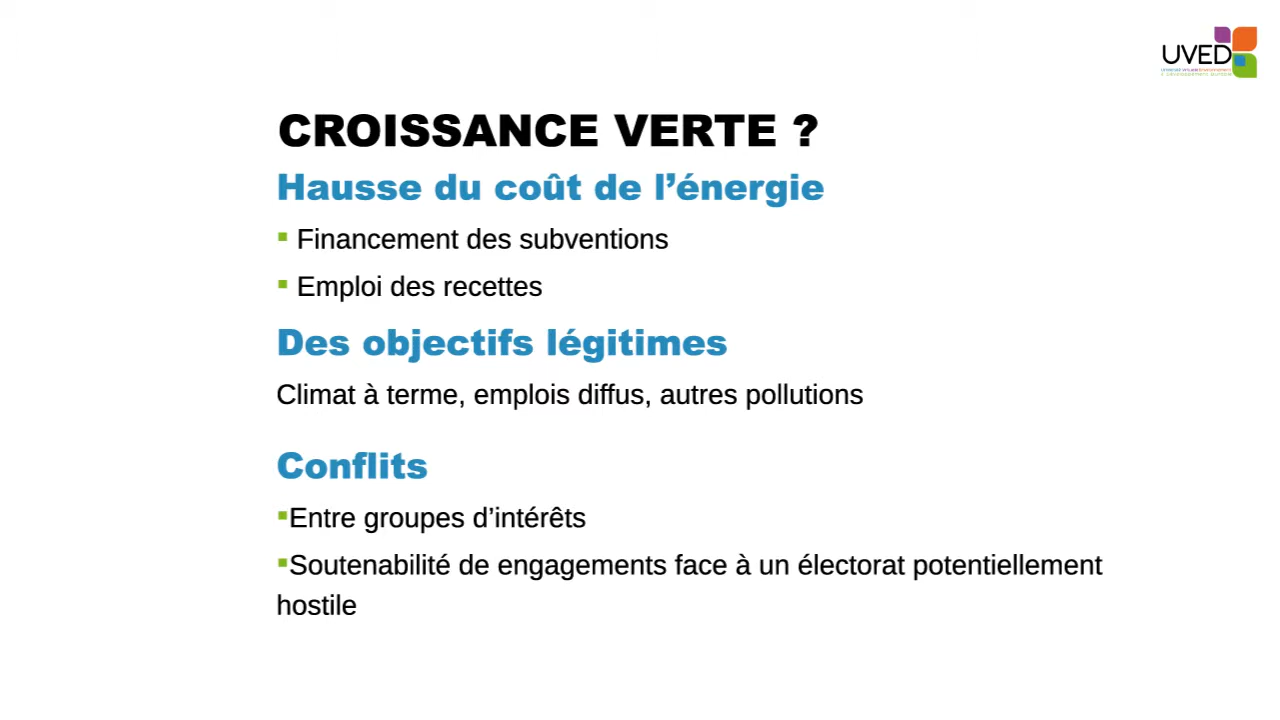 UVED
CROISSANCE VERTE ?
Hausse du coût de l’énergie
▪ Financement des subventions
▪ Emploi des recettes
Des objectifs légitimes
Climat à terme, emplois diffus, autres pollutions
Conflits
▪Entre groupes d’intérêts
▪Soutenabilité de engagements face à un électorat potentiellement
hostile